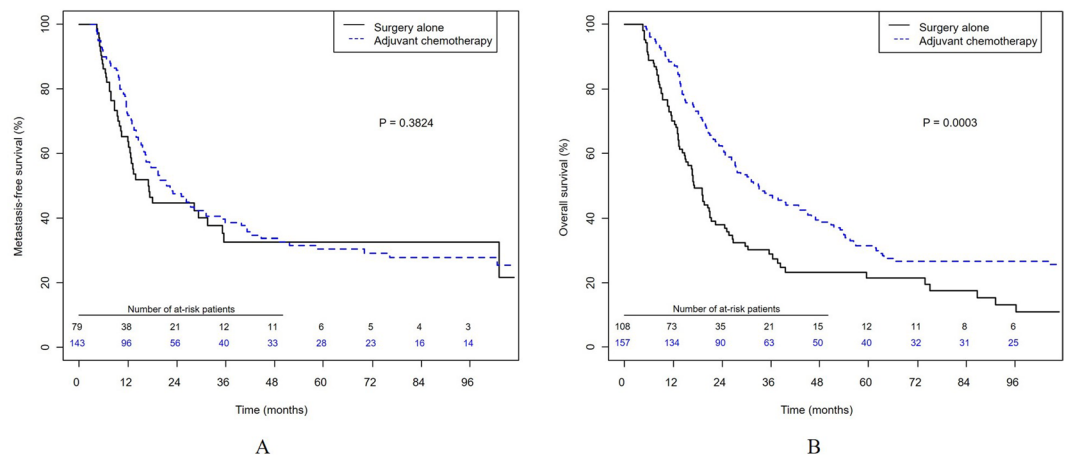 Surgery alone
Adjuvant chemotherapy
P = 0.3824
Metastasis-free survival (%)
100
80
60
40
20
0
Number of at-risk patients
79 38 21 12 11 6 5 4 3
143 96 56 40 33 28 23 16 14
0 12 24 36 48 60 72 84 96
Time (months)
A
Surgery alone
Adjuvant chemotherapy
P = 0.0003
Overall survival (%)
100
80
60
40
20
0
Number of at-risk patients
108 73 35 21 15 12 11 8 6
157 134 90 63 50 40 32 31 25
0 12 24 36 48 60 72 84 96
Time (months)
B